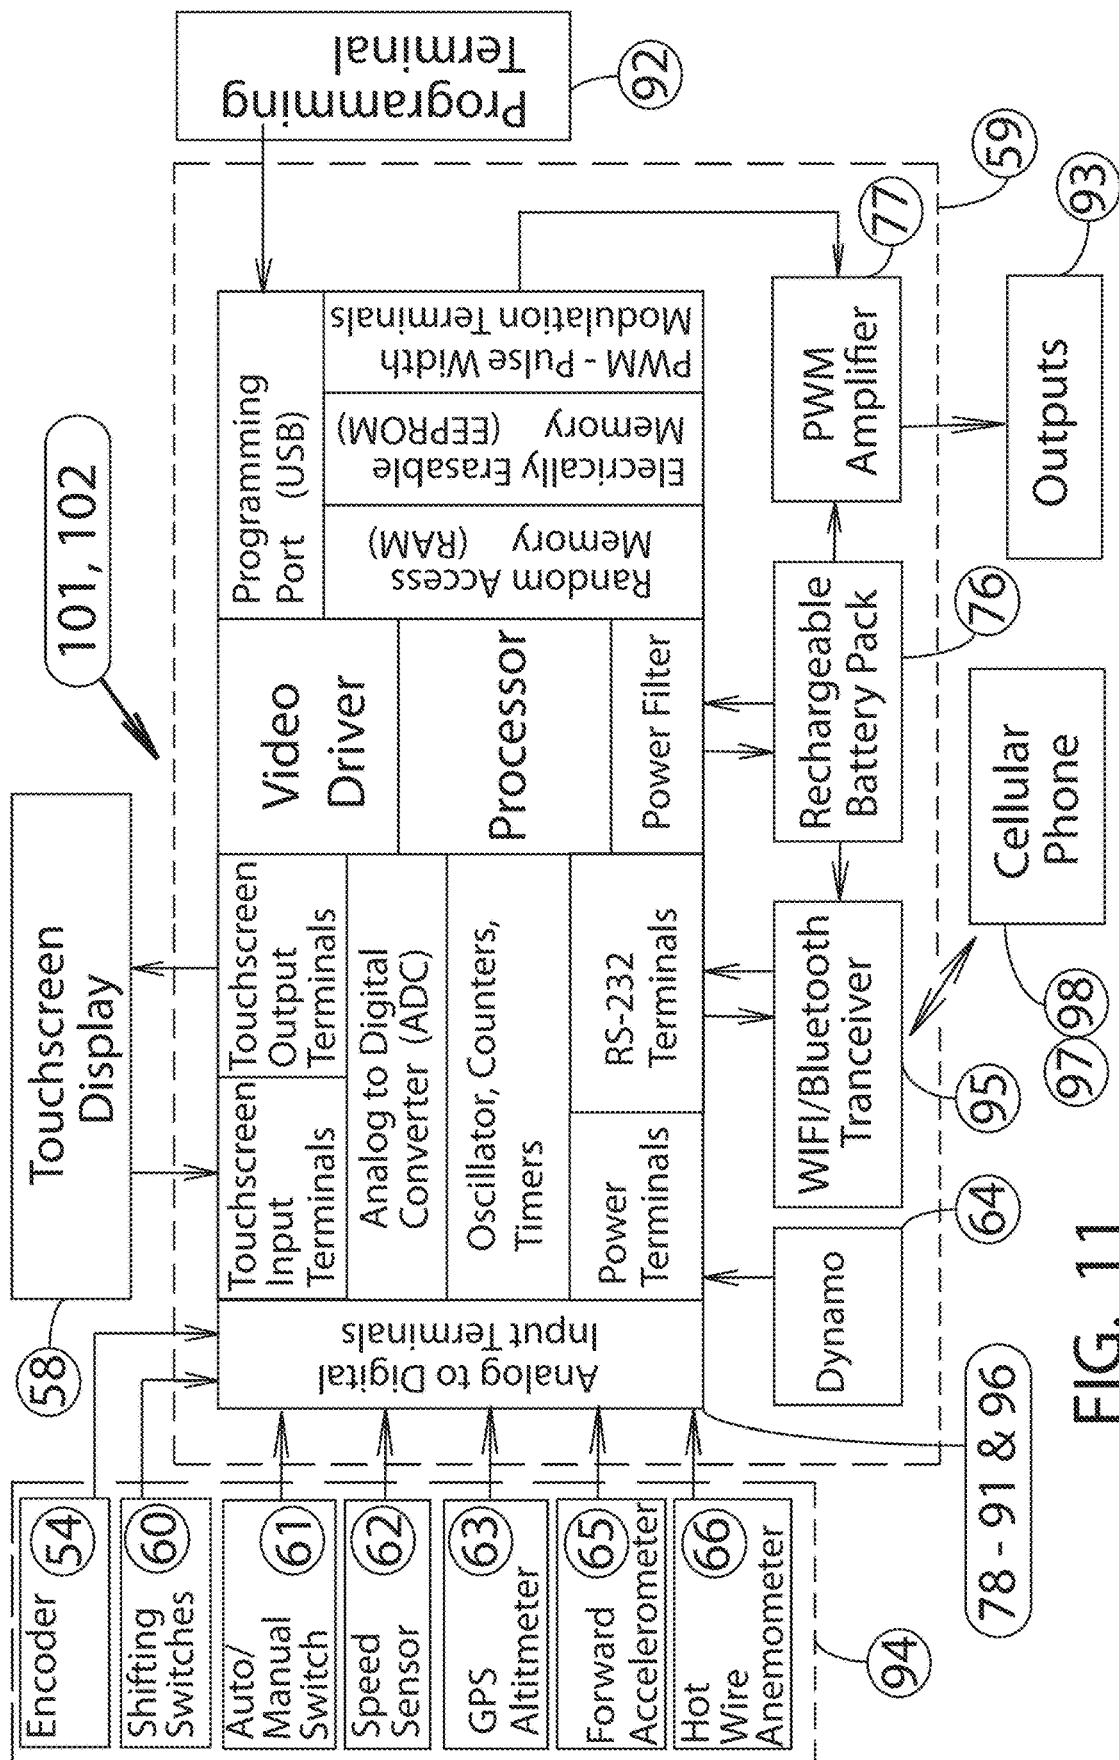 101, 102
Touchscreen
Display
58
Encoder
54
Shifting
Switches
60
Auto/
Manual
Switch
61
Speed
Sensor
62
GPS
Altitmeter
63
Forward
Accelerometer
65
Hot
Wire
Anemometer
66
94
Analog to Digital
Input Terminals
Touchscreen
Input
Terminals
Touchscreen
Output
Terminals
Analog to Digital
Converter (ADC)
Oscillator, Counters,
Timers
Power
Terminals
RS-232
Terminals
Video
Driver
Processor
Power Filter
Programming
Port (USB)
Random Access
Memory (RAM)
Elecrically Erasable
Memory (EEPROM)
PWM - Pulse Width
Modulation Terminals
Programming
Terminal
92
Dynamo
64
WIFI/Bluetooth
Tranceiver
95
Rechargeable
Battery Pack
76
PWM
Amplifier
77
59
78 - 91 & 96
Cellular
Phone
97
98
Outputs
93
FIG. 11